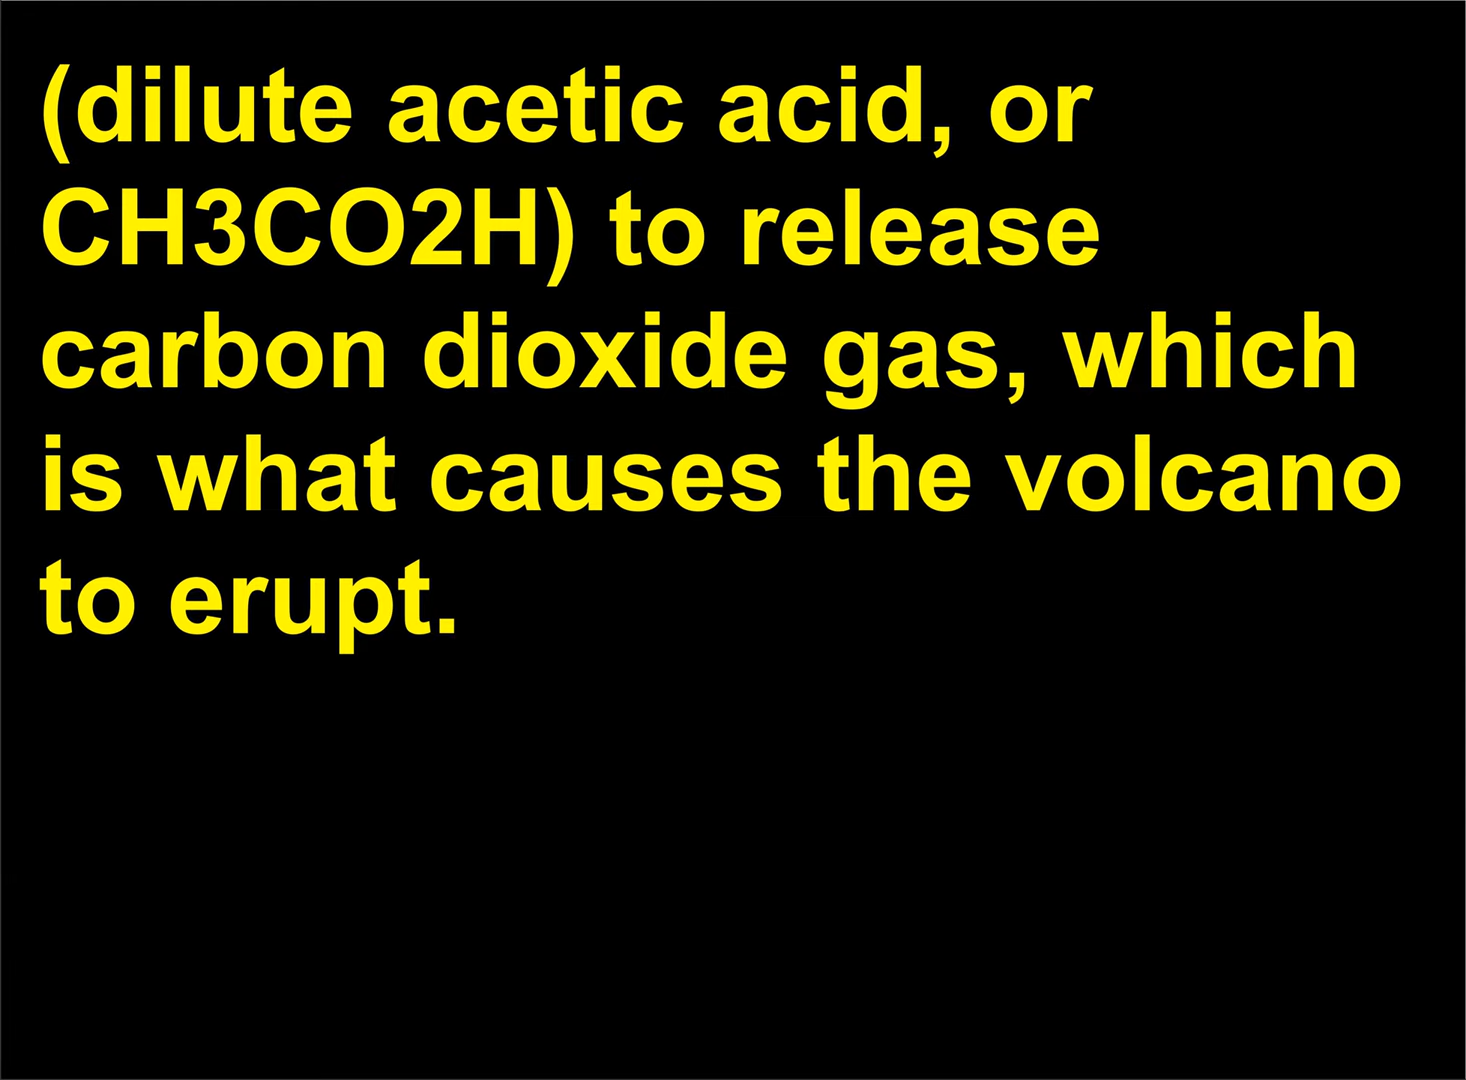 (dilute acetic acid, or
CH3CO2H) to release
carbon dioxide gas, which
is what causes the volcano
to erupt.